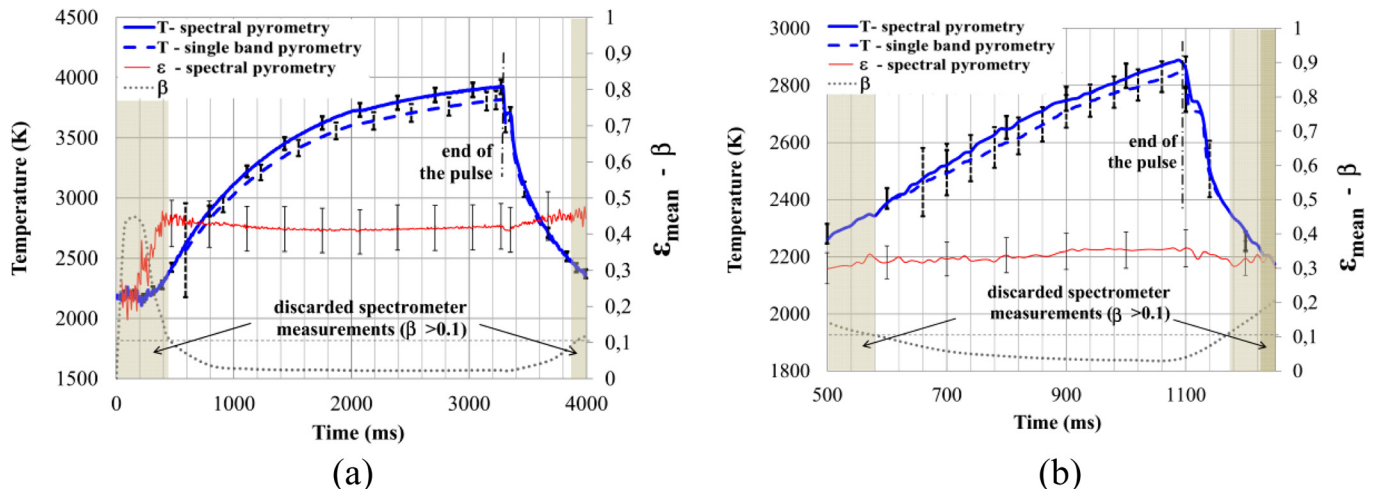 4500
4000
3500
3000
2500
2000
1500
Temperature (K)
T- spectral pyrometry
T - single band pyrometry
ε - spectral pyrometry
β
end of
the pulse
discarded spectrometer
measurements (β >0.1)
1
0,9
0,8
0,7
0,6
0,5
0,4
0,3
0,2
0,1
0
εmean - β
0 1000 2000 3000 4000
Time (ms)
(a)
3000
2800
2600
2400
2200
2000
1800
Temperature (K)
T- spectral pyrometry
T - single band pyrometry
ε - spectral pyrometry
β
end of
the pulse
discarded spectrometer
measurements (β >0.1)
1
0,9
0,8
0,7
0,6
0,5
0,4
0,3
0,2
0,1
0
εmean - β
500 700 900 1100
Time (ms)
(b)